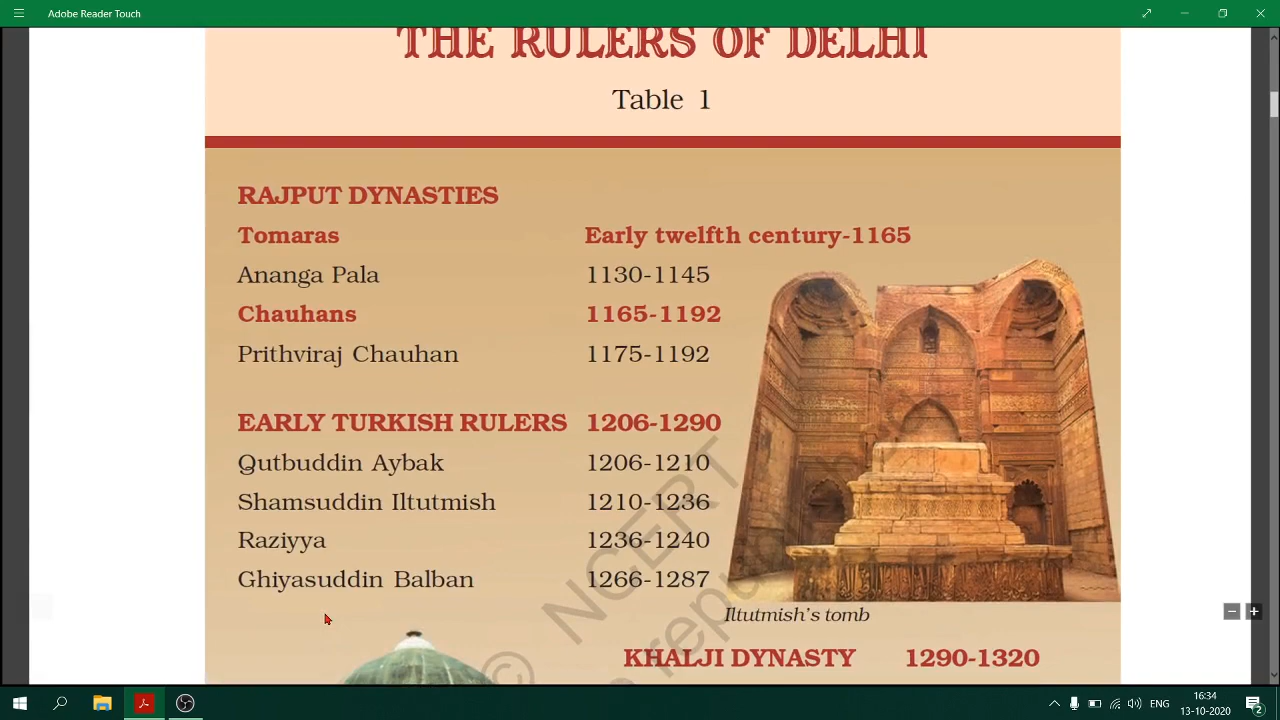 Adobe Reader Touch
THE RULERS OF DELHI
Table 1
RAJPUT DYNASTIES
Tomaras Early twelfth century-1165
Ananga Pala 1130-1145
Chauhans 1165-1192
Prithviraj Chauhan 1175-1192
EARLY TURKISH RULERS 1206-1290
Qutbuddin Aybak 1206-1210
Shamsuddin Iltutmish 1210-1236
Raziyya 1236-1240
Ghiyasuddin Balban 1266-1287
Iltutmish's tomb
KHALJI DYNASTY 1290-1320
© NCERT
ENG
16:34
13-10-2020
2